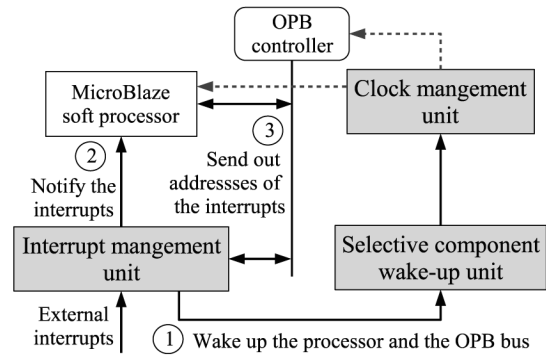 OPB
controller
MicroBlaze
soft processor
Clock mangement
unit
2
Notify the
interrupts
3
Send out
addressses of
the interrupts
Interrupt mangement
unit
Selective component
wake-up unit
External
interrupts
1 Wake up the processor and the OPB bus